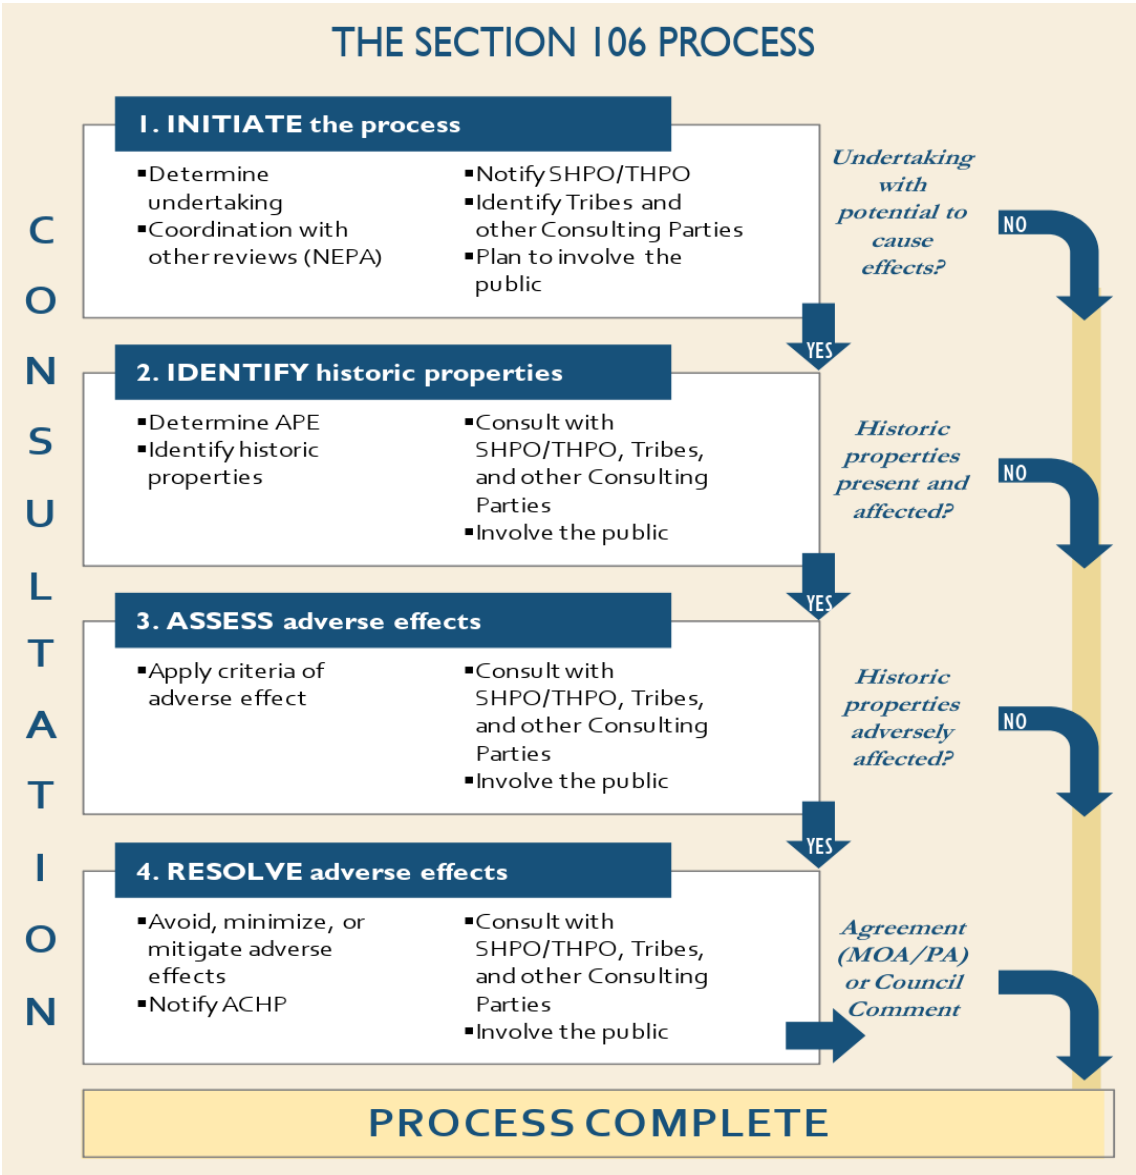 THE SECTION 106 PROCESS
CONSULTATION
1. INITIATE the process
▪Determine
undertaking
▪Coordination with
other reviews (NEPA)
▪Notify SHPO/THPO
▪Identify Tribes and
other Consulting Parties
▪Plan to involve the
public
Undertaking
with
potential to
cause
effects?
NO
YES
2. IDENTIFY historic properties
▪Determine APE
▪Identify historic
properties
▪Consult with
SHPO/THPO, Tribes,
and other Consulting
Parties
▪Involve the public
Historic
properties
present and
affected?
NO
YES
3. ASSESS adverse effects
▪Apply criteria of
adverse effect
▪Consult with
SHPO/THPO, Tribes,
and other Consulting
Parties
▪Involve the public
Historic
properties
adversely
affected?
NO
YES
4. RESOLVE adverse effects
▪Avoid, minimize, or
mitigate adverse
effects
▪Notify ACHP
▪Consult with
SHPO/THPO, Tribes,
and other Consulting
Parties
▪Involve the public
Agreement
(MOA/PA)
or Council
Comment
PROCESS COMPLETE